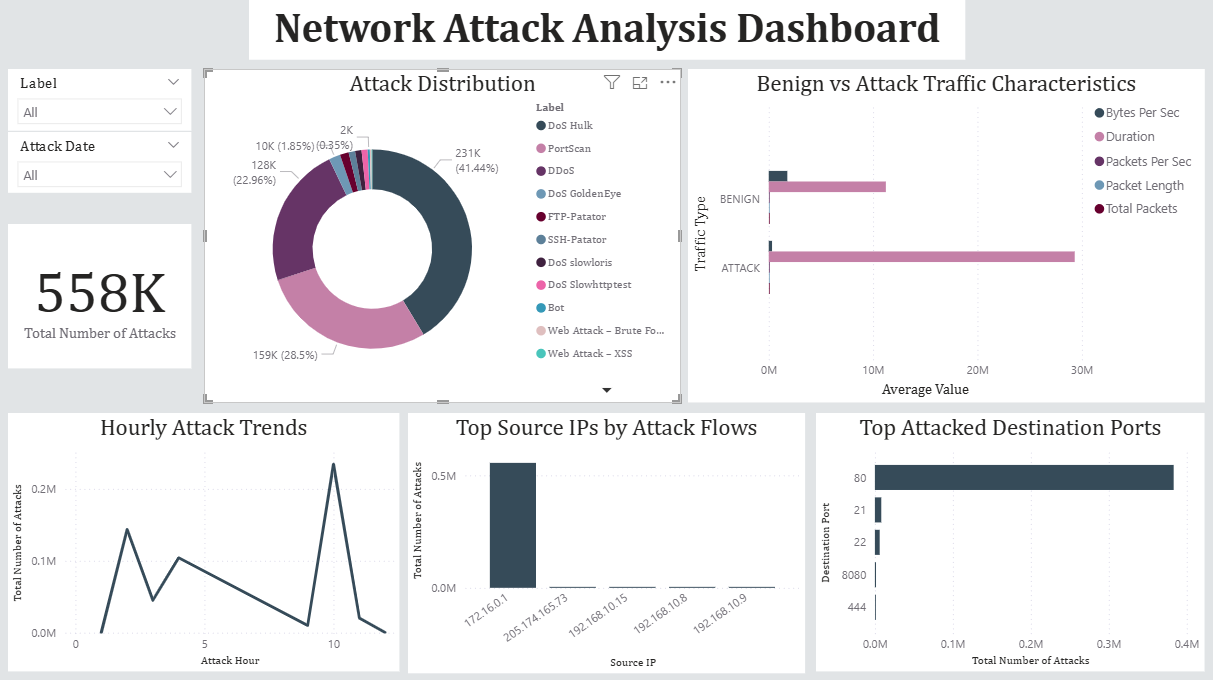 Network Attack Analysis Dashboard
Label
All
Attack Date
All
558K
Total Number of Attacks
Attack Distribution
2K
(0.35%)
10K (1.85%)
128K
(22.96%)
231K
(41.44%)
159K (28.5%)
Label
DoS Hulk
PortScan
DDoS
DoS GoldenEye
FTP-Patator
SSH-Patator
DoS slowloris
DoS Slowhttptest
Bot
Web Attack – Brute Fo...
Web Attack – XSS
Benign vs Attack Traffic Characteristics
Traffic Type
BENIGN
ATTACK
0M
10M
20M
30M
Average Value
Bytes Per Sec
Duration
Packets Per Sec
Packet Length
Total Packets
Hourly Attack Trends
Total Number of Attacks
0.2M
0.1M
0.0M
0
5
10
Attack Hour
Top Source IPs by Attack Flows
Total Number of Attacks
0.5M
0.0M
172.16.0.1
205.174.165.73
192.168.10.15
192.168.10.8
192.168.10.9
Source IP
Top Attacked Destination Ports
Destination Port
80
21
22
8080
444
0.0M
0.1M
0.2M
0.3M
0.4M
Total Number of Attacks